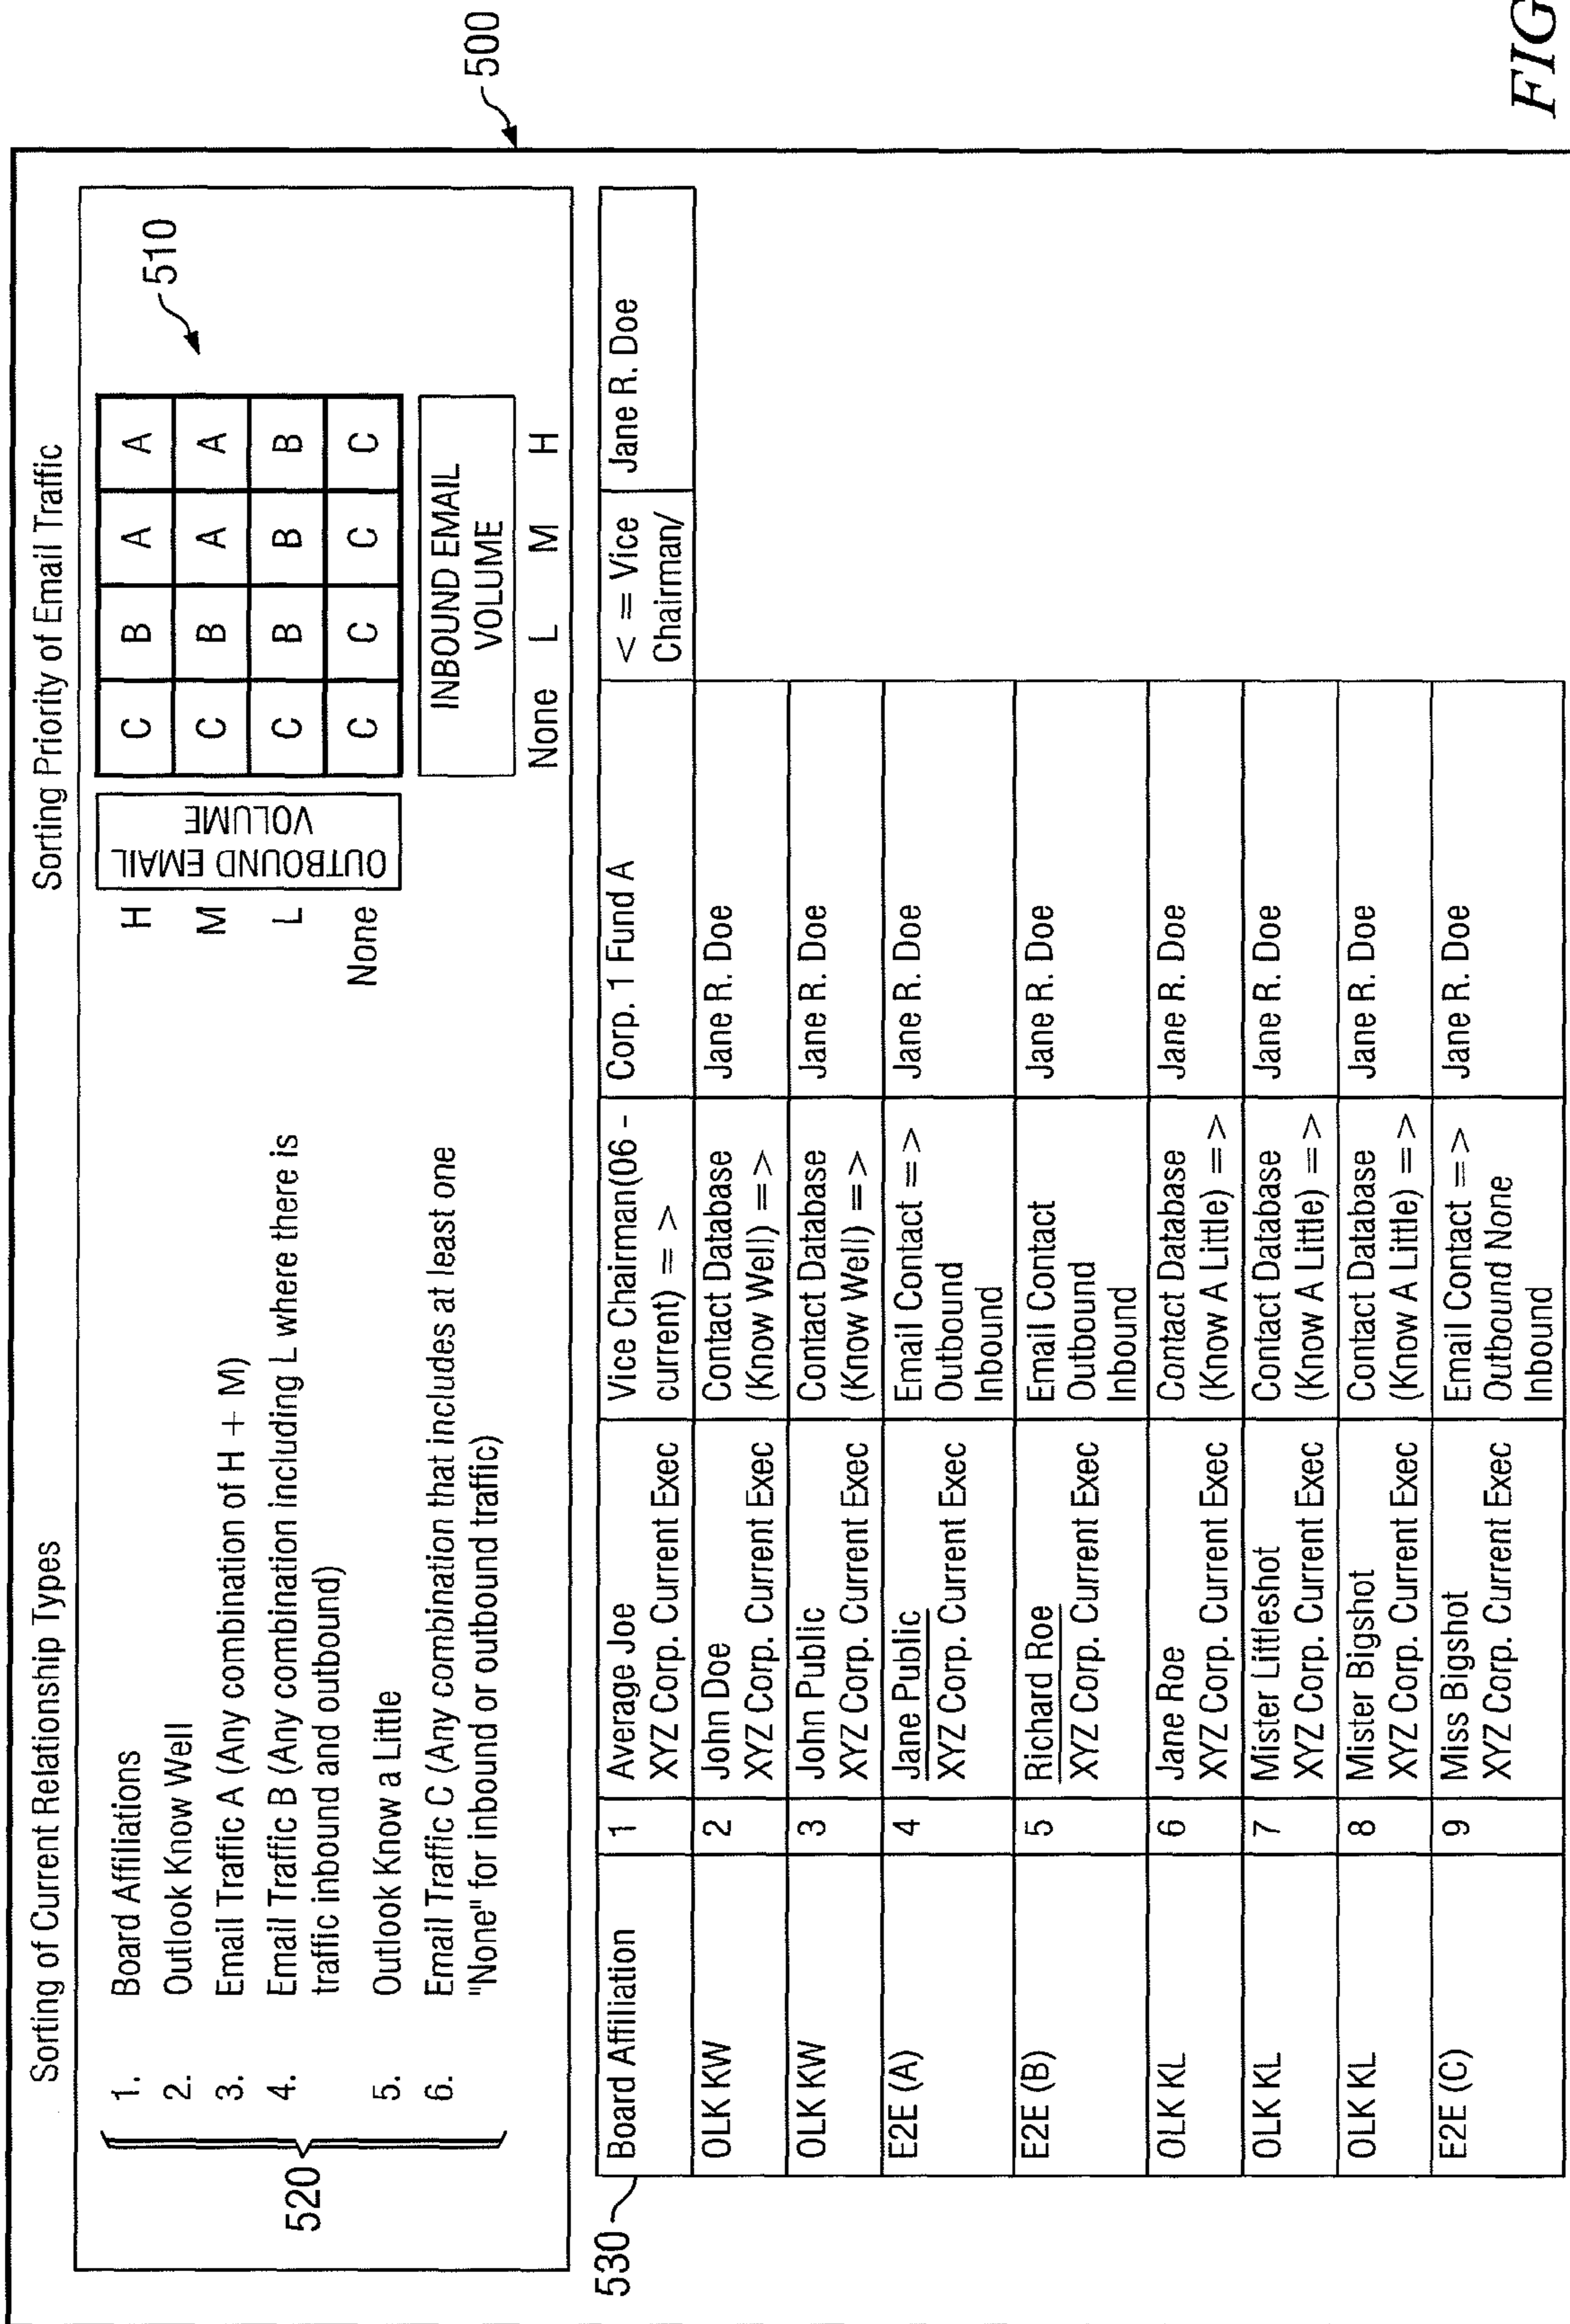 Sorting of Current Relationship Types
Sorting Priority of Email Traffic
1. Board Affiliations
2. Outlook Know Well
3. Email Traffic A (Any combination of H + M)
4. Email Traffic B (Any combination including L where there is
traffic inbound and outbound)
5. Outlook Know a Little
6. Email Traffic C (Any combination that includes at least one
"None" for inbound or outbound traffic)
520
OUTBOUND EMAIL
VOLUME
H C B A A
M C B A A
L C B B B
None C C C C
INBOUND EMAIL
VOLUME
None L M H
510
500
530
Board Affiliation 1 Average Joe Vice Chairman(06 - Corp. 1 Fund A < = Vice Jane R. Doe
XYZ Corp. Current Exec current) = > Chairman/
OLK KW 2 John Doe Contact Database Jane R. Doe
XYZ Corp. Current Exec (Know Well) = >
OLK KW 3 John Public Contact Database Jane R. Doe
XYZ Corp. Current Exec (Know Well) = >
E2E (A) 4 Jane Public Email Contact = > Jane R. Doe
XYZ Corp. Current Exec Outbound
Inbound
E2E (B) 5 Richard Roe Email Contact Jane R. Doe
XYZ Corp. Current Exec Outbound
Inbound
OLK KL 6 Jane Roe Contact Database Jane R. Doe
XYZ Corp. Current Exec (Know A Little) = >
OLK KL 7 Mister Littleshot Contact Database Jane R. Doe
XYZ Corp. Current Exec (Know A Little) = >
OLK KL 8 Mister Bigshot Contact Database Jane R. Doe
XYZ Corp. Current Exec (Know A Little) = >
E2E (C) 9 Miss Bigshot Email Contact = > Jane R. Doe
XYZ Corp. Current Exec Outbound None
Inbound
FIG